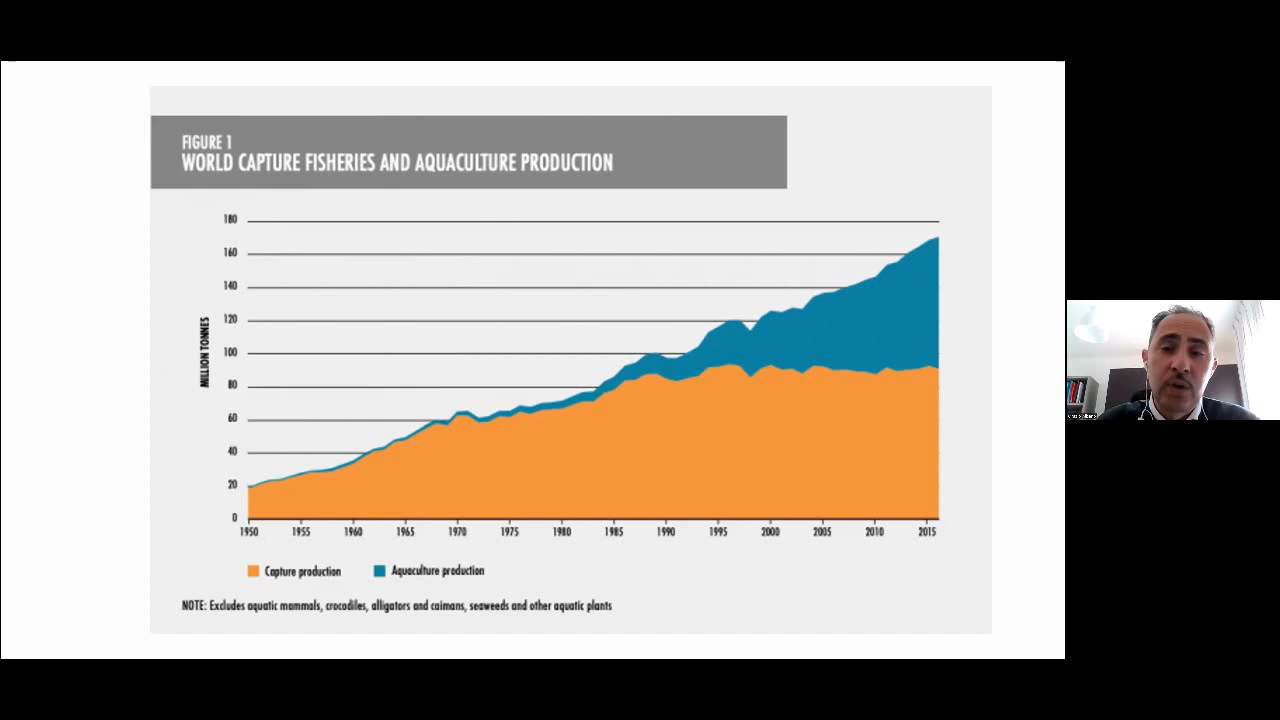 FIGURE 1
WORLD CAPTURE FISHERIES AND AQUACULTURE PRODUCTION
MILLION TONNES
180
160
140
120
100
80
60
40
20
0
1950 1955 1960 1965 1970 1975 1980 1985 1990 1995 2000 2005 2010 2015
Capture production Aquaculture production
NOTE: Excludes aquatic mammals, crocodiles, alligators and caimans, seaweeds and other aquatic plants